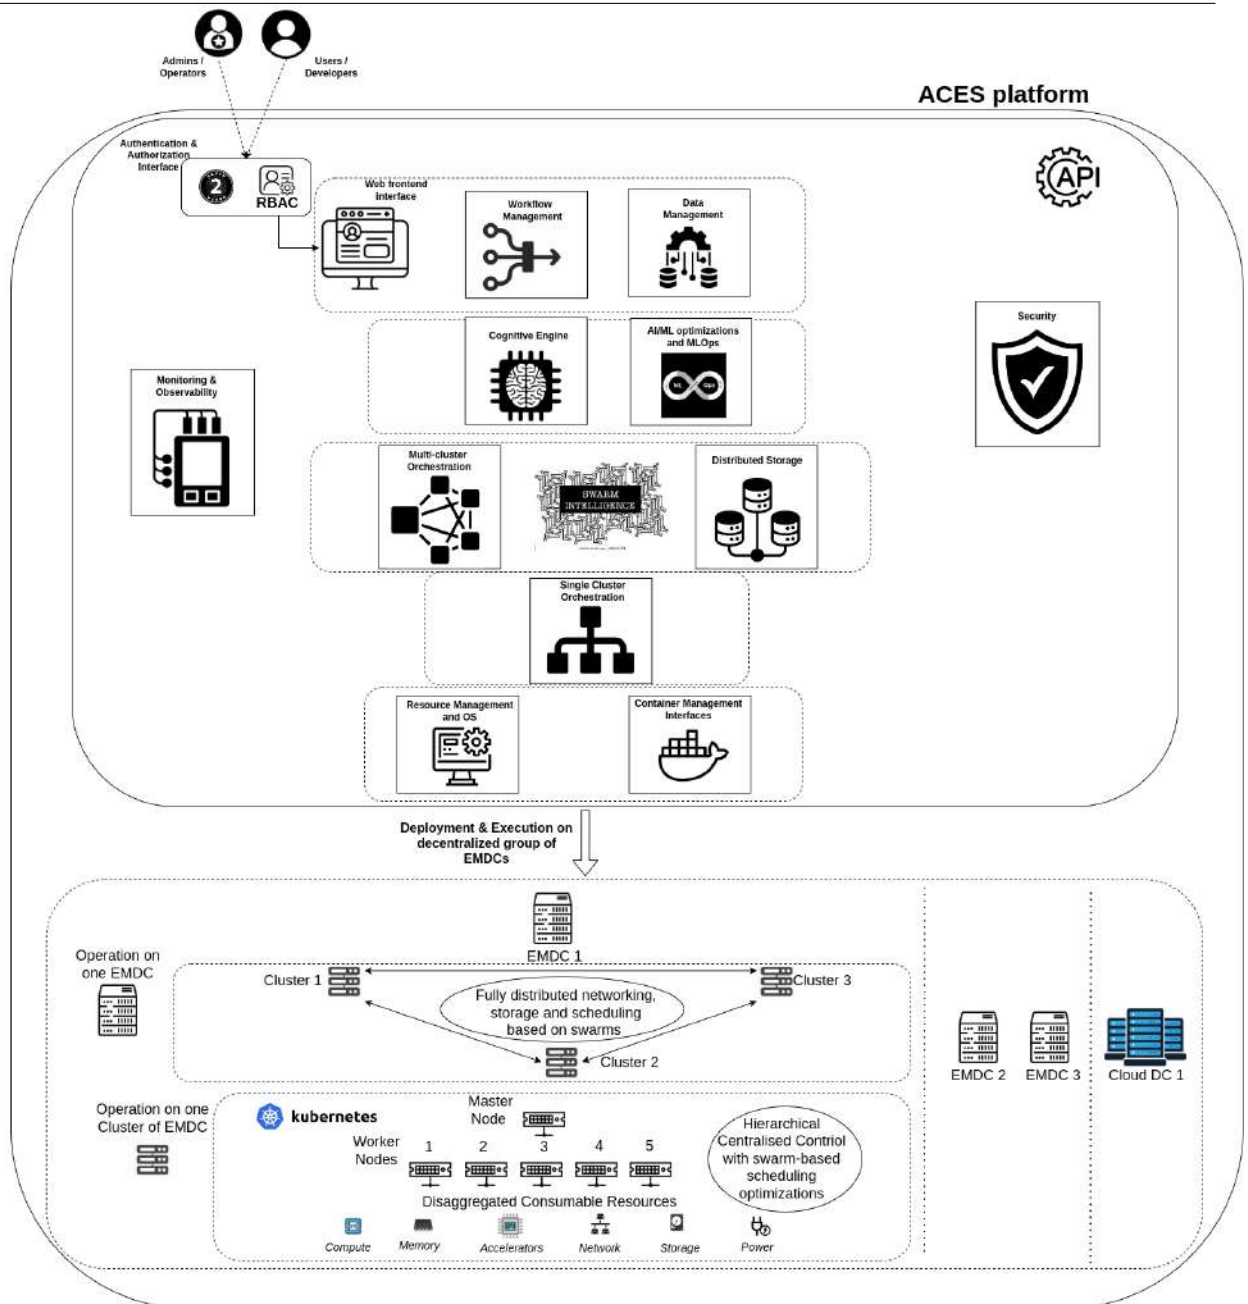 Admins /
Operators
Users /
Developers
ACES platform
Authentication &
Authorization
Interface
2
RBAC
API
Web frontend
Interface
Workflow
Management
Data
Management
Cognitive Engine
AI/ML optimizations
and MLOps
ML
Ops
Security
Monitoring &
Observability
Multi-cluster
Orchestration
SWARM
INTELLIGENCE
Distributed Storage
Single Cluster
Orchestration
Resource Management
and OS
Container Management
Interfaces
Deployment & Execution on
decentralized group of
EMDCs
EMDC 1
Operation on
one EMDC
Cluster 1
Cluster 3
Fully distributed networking,
storage and scheduling
based on swarms
Cluster 2
EMDC 2
EMDC 3
Cloud DC 1
Operation on one
Cluster of EMDC
kubernetes
Master
Node
Worker
Nodes
1
2
3
4
5
Hierarchical
Centralised Contriol
with swarm-based
scheduling
optimizations
Disaggregated Consumable Resources
Compute
Memory
Accelerators
Network
Storage
Power